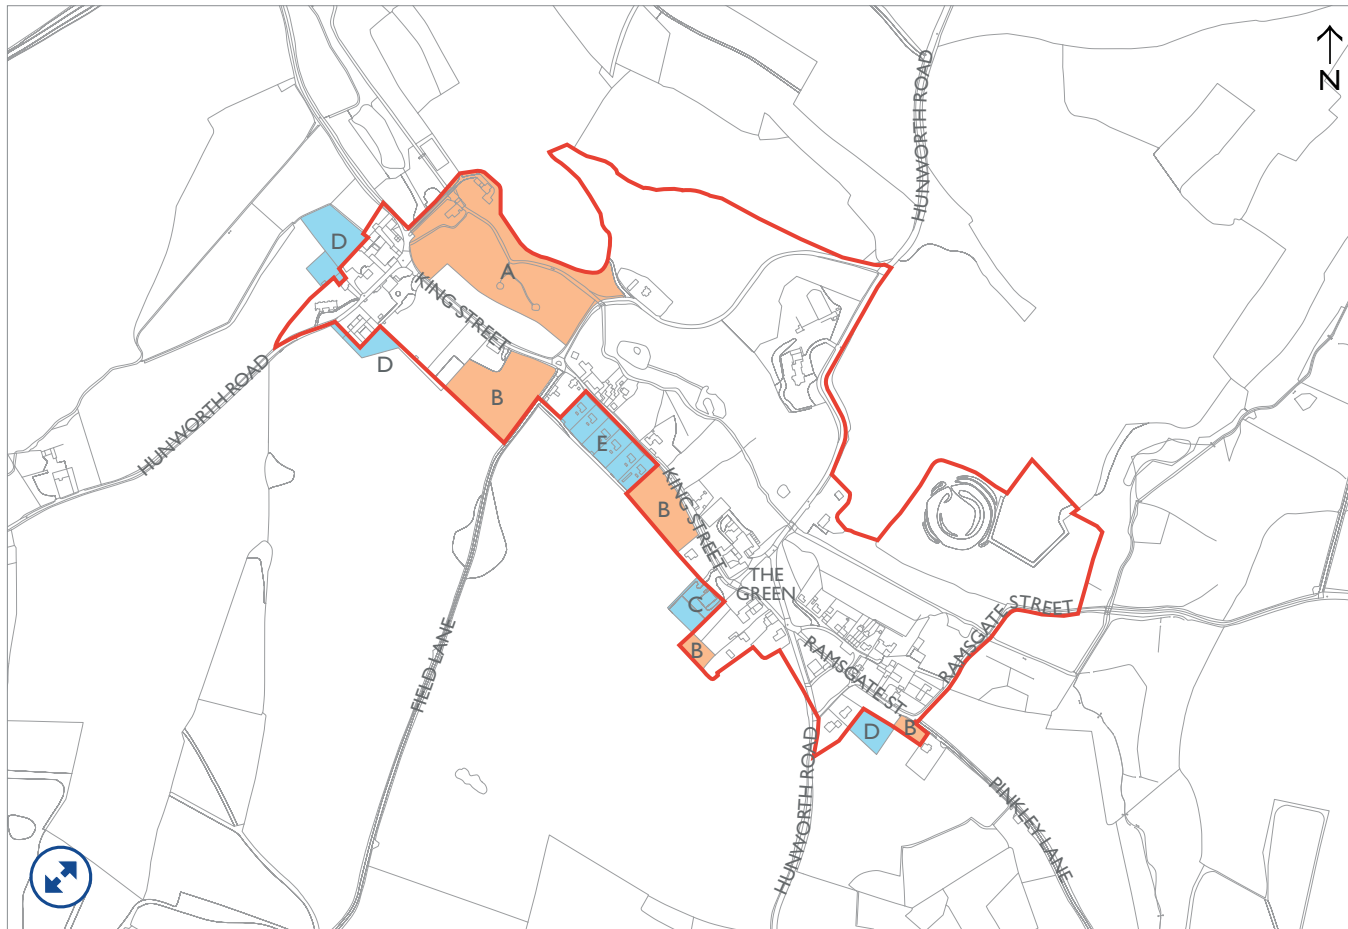 N
HUNWORTH ROAD
D
A
KING STREET
D
B
HUNWORTH ROAD
E
B
KING STREET
THE
GREEN
C
RAMSGATE STREET
B
RAMSGATE ST.
FIELD LANE
D
B
HUNWORTH ROAD
PINKLEY LANE